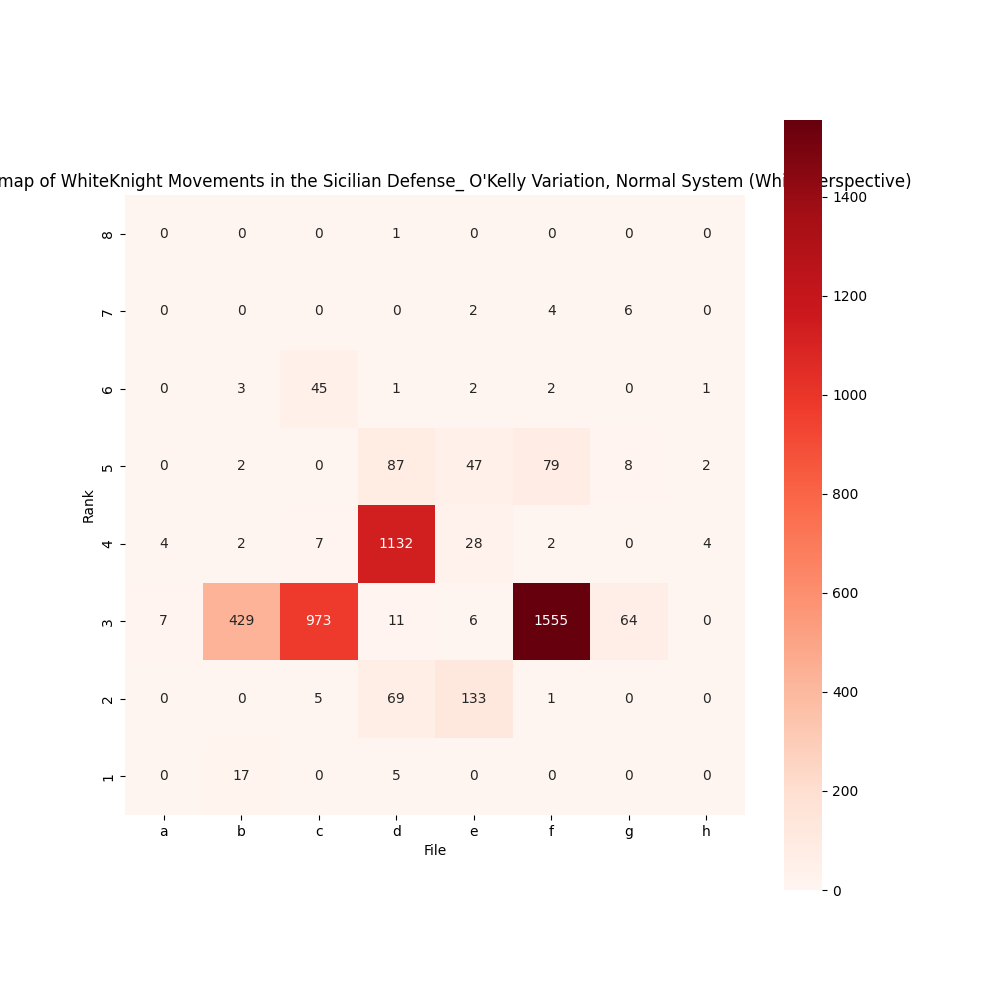 map of WhiteKnight Movements in the Sicilian Defense_ O'Kelly Variation, Normal System (Whi erspective)
8 0 0 0 1 0 0 0 0
7 0 0 0 0 2 4 6 0
6 0 3 45 1 2 2 0 1
5 0 2 0 87 47 79 8 2
Rank
4 4 2 7 1132 28 2 0 4
3 7 429 973 11 6 1555 64 0
2 0 0 5 69 133 1 0 0
1 0 17 0 5 0 0 0 0
a b c d e f g h
File
1400
1200
1000
800
600
400
200
0